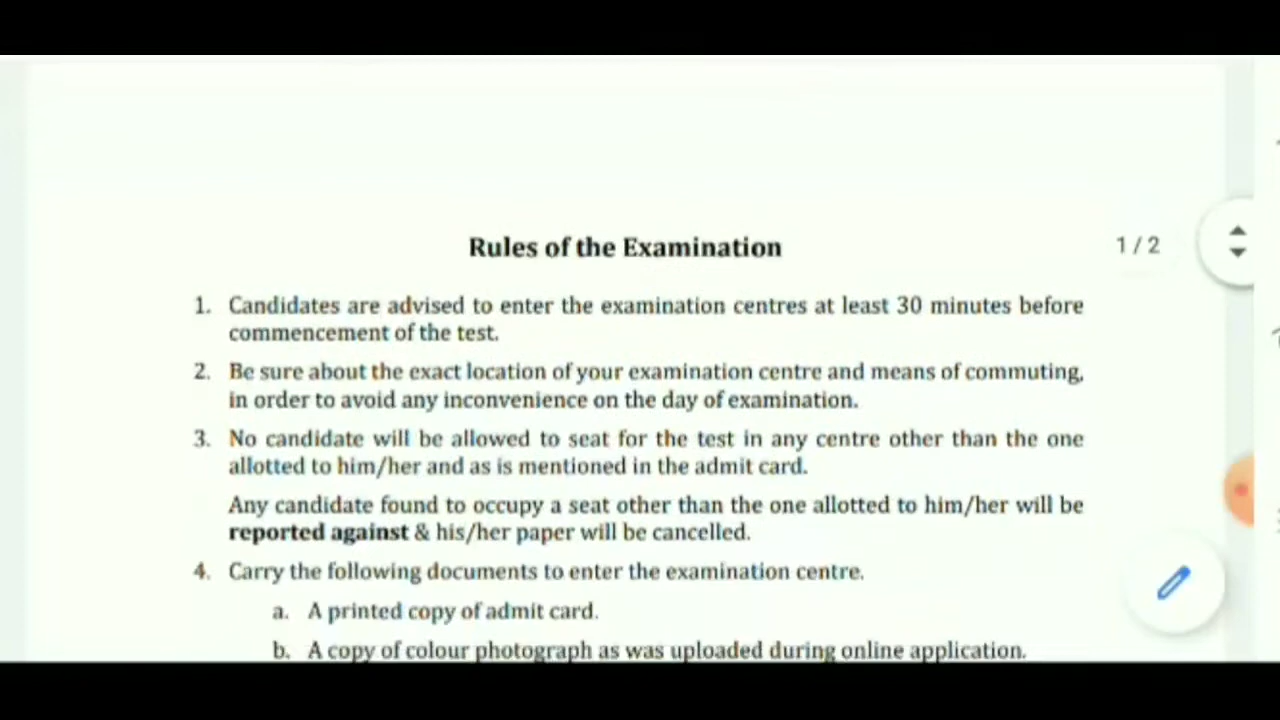 Rules of the Examination
1 / 2
1. Candidates are advised to enter the examination centres at least 30 minutes before
commencement of the test.
2. Be sure about the exact location of your examination centre and means of commuting,
in order to avoid any inconvenience on the day of examination.
3. No candidate will be allowed to seat for the test in any centre other than the one
allotted to him/her and as is mentioned in the admit card.
Any candidate found to occupy a seat other than the one allotted to him/her will be
reported against & his/her paper will be cancelled.
4. Carry the following documents to enter the examination centre.
a. A printed copy of admit card.
b. A copy of colour photograph as was uploaded during online application.